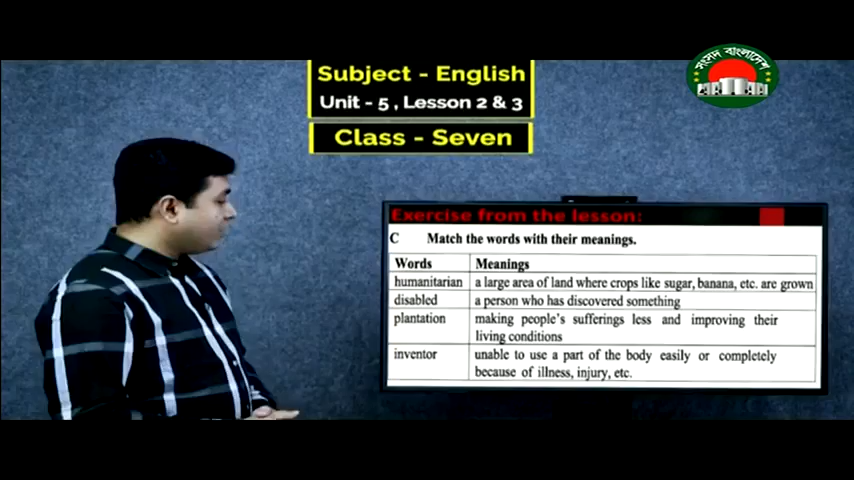 Subject - English
Unit - 5 , Lesson 2 & 3
Class - Seven
সংসদ বাংলাদেশ
Exercise from the lesson:
C Match the words with their meanings.
Words Meanings
humanitarian a large area of land where crops like sugar, banana, etc. are grown
disabled a person who has discovered something
plantation making people's sufferings less and improving their
living conditions
inventor unable to use a part of the body easily or completely
because of illness, injury, etc.